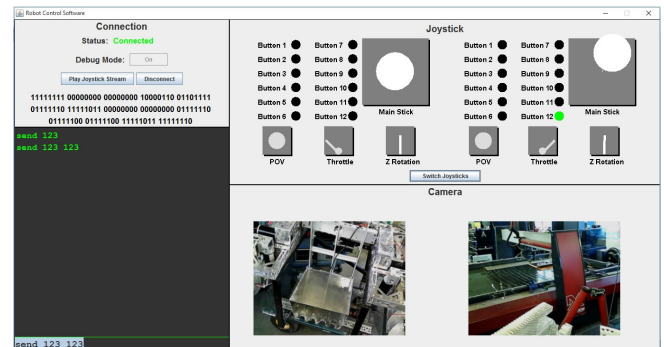 Robot Control Software
Connection
Status: Connected
Debug Mode: On
Play Joystick Stream Disconnect
11111111 00000000 00000000 10000110 01101111
01111110 11111011 00000000 00000000 01111110
01111100 01111100 11111011 11111110
send 123
send 123 123
send 123 123
Joystick
Button 1 Button 7 Button 1 Button 7
Button 2 Button 8 Button 2 Button 8
Button 3 Button 9 Button 3 Button 9
Button 4 Button 10 Button 4 Button 10
Button 5 Button 11 Button 5 Button 11
Button 6 Button 12 Main Stick Button 6 Button 12 Main Stick
POV Throttle Z Rotation POV Throttle Z Rotation
Switch Joysticks
Camera